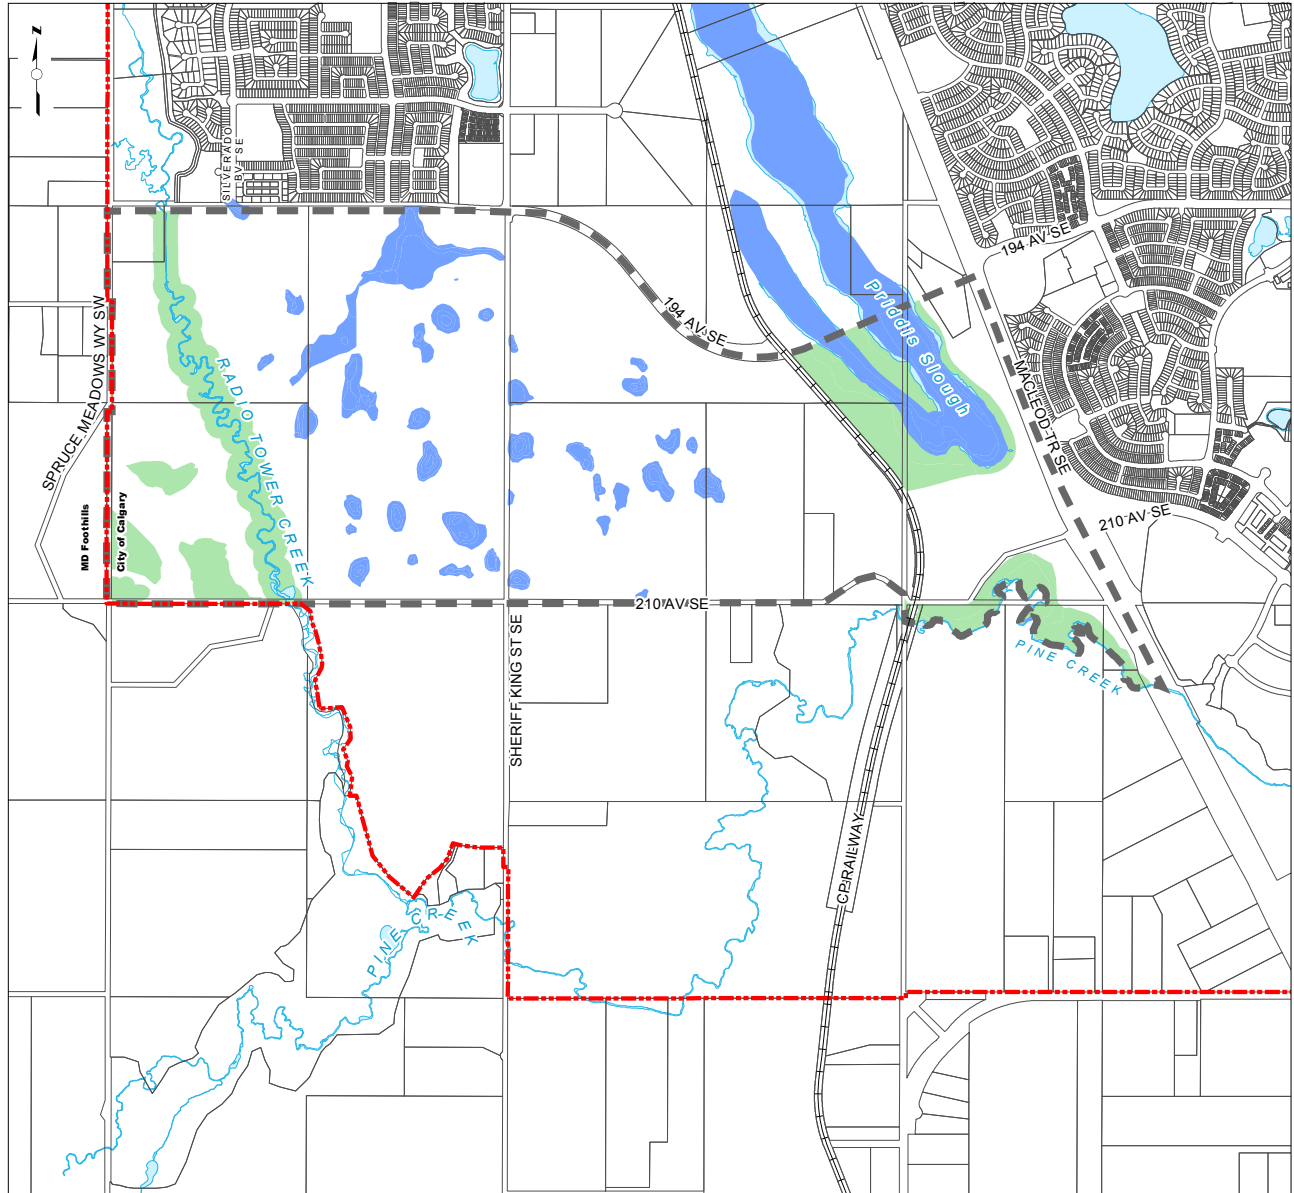 N
SILVERADO
BV SE
194 AV SE
194 AV SE
Priddis Slough
SPRUCE MEADOWS WY SW
RADIO TOWER CREEK
MACLEOD TR SE
MD Foothills
City of Calgary
210 AV SE
210 AV SE
SHERIFF KING ST SE
PINE CREEK
CP RAILWAY
PINE CREEK